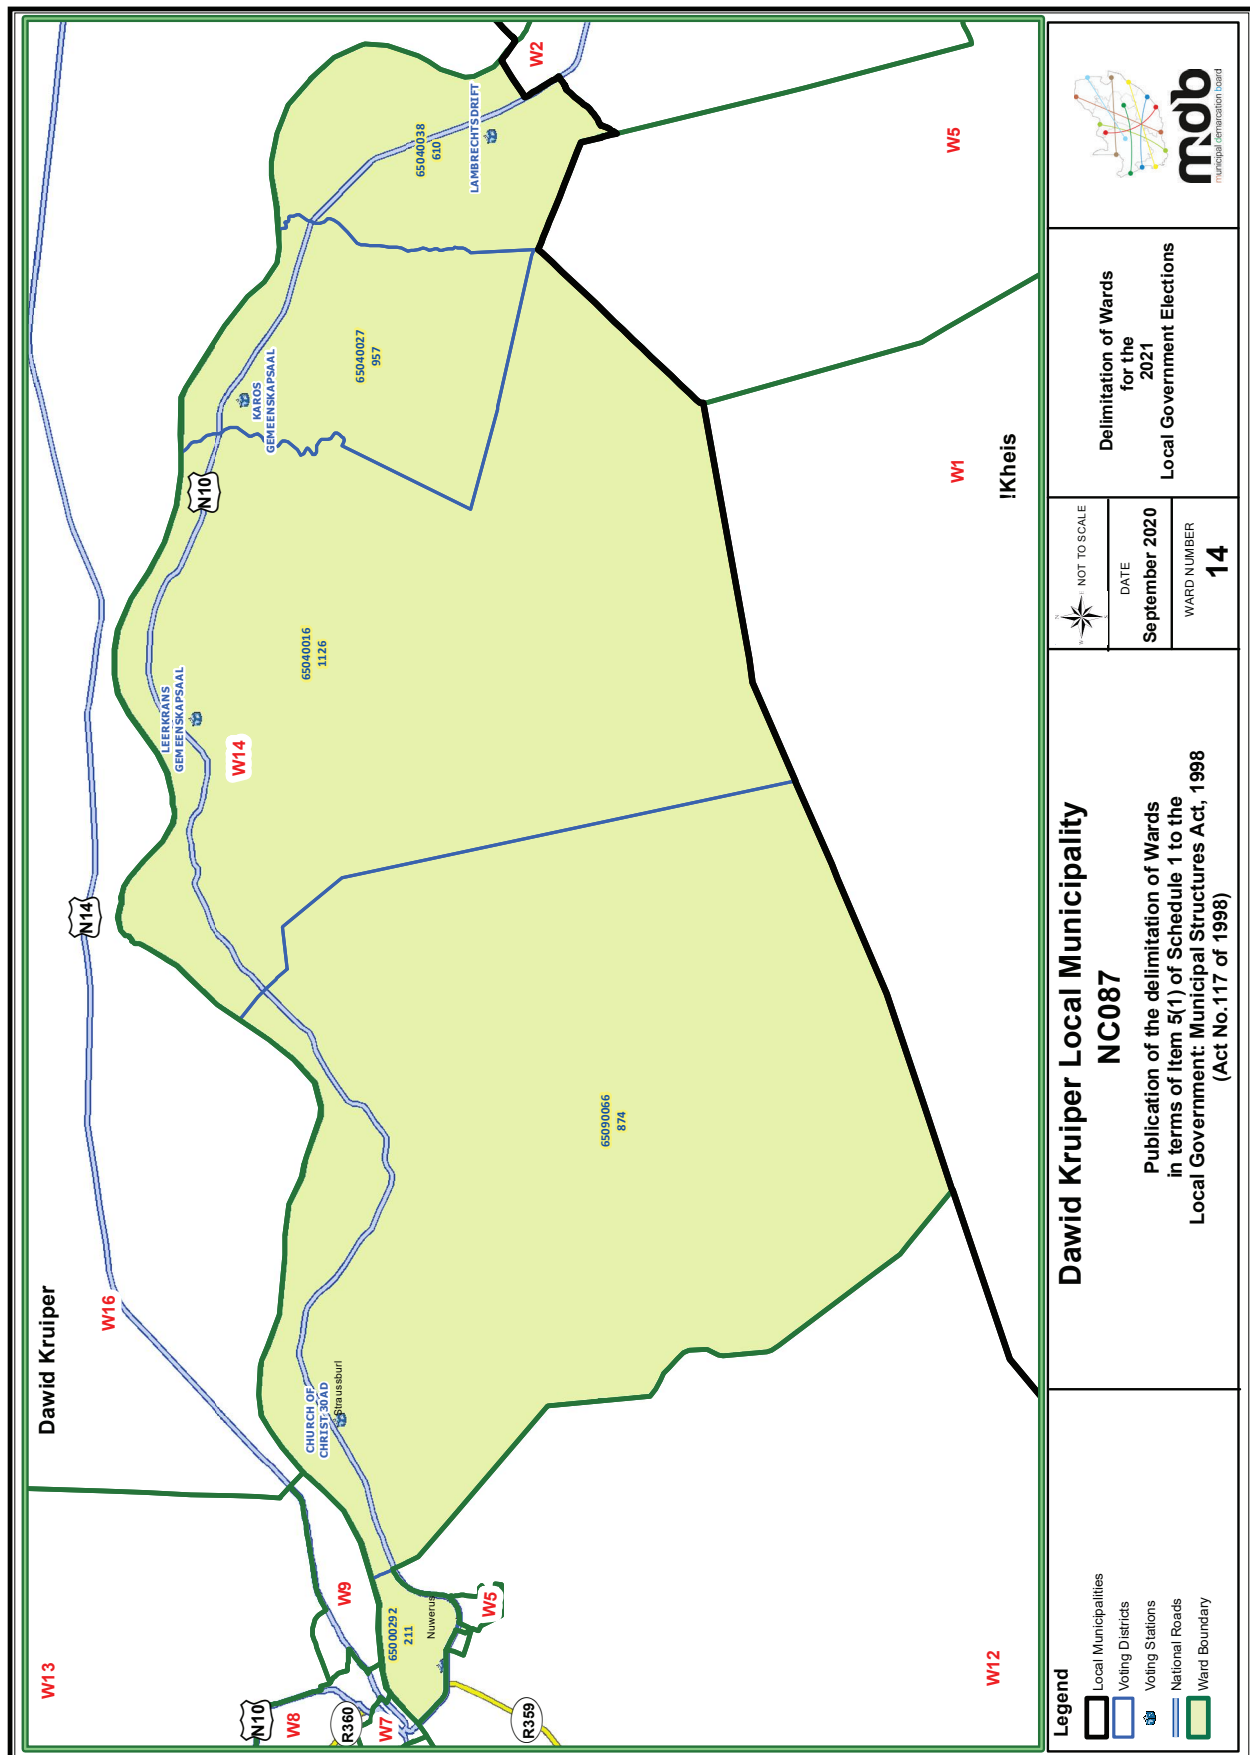 Dawid Kruiper
W13
W16
N14
W9
W8
N10
R360
W7
R359
W12
W5
Nuwerus
65000292
211
CHURCH OF
CHRIST 30AD
65090066
874
W14
LEERKRANS
GEMEENSKAPSAAL
65040016
1126
N10
KAROS
GEMEENSKAPSAAL
65040027
957
65040038
610
LAMBRECHTSDRIFT
W2
W5
W1
!Kheis
Legend
Local Municipalities
Voting Districts
Voting Stations
National Roads
Ward Boundary
Dawid Kruiper Local Municipality
NC087
Publication of the delimitation of Wards
in terms of Item 5(1) of Schedule 1 to the
Local Government: Municipal Structures Act, 1998
(Act No.117 of 1998)
N
W E
S
NOT TO SCALE
DATE
September 2020
WARD NUMBER
14
Delimitation of Wards
for the
2021
Local Government Elections
mdb
municipal demarcation board